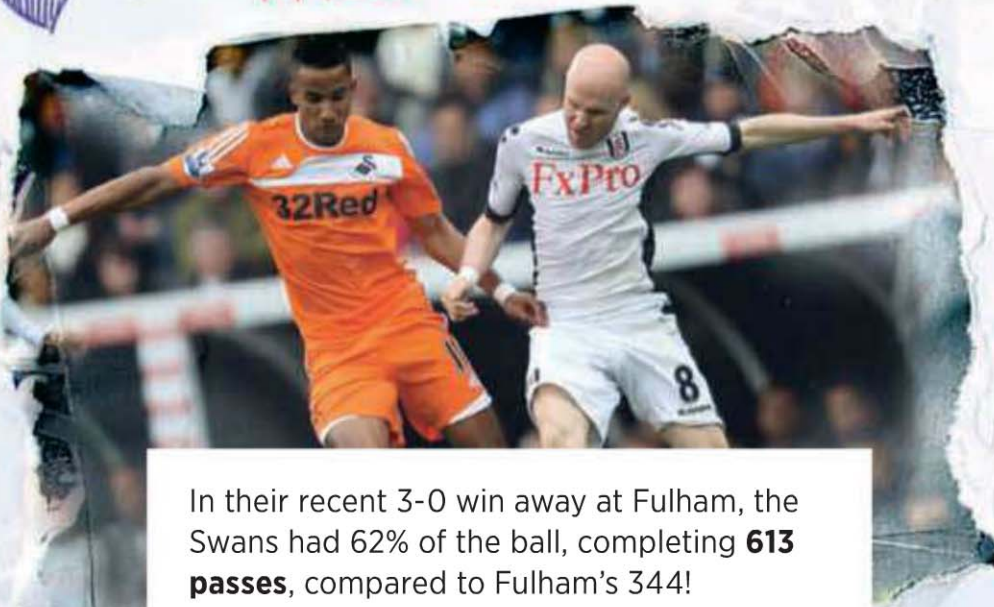 32Red
FxPro
8
In their recent 3-0 win away at Fulham, the
Swans had 62% of the ball, completing 613
passes, compared to Fulham's 344!